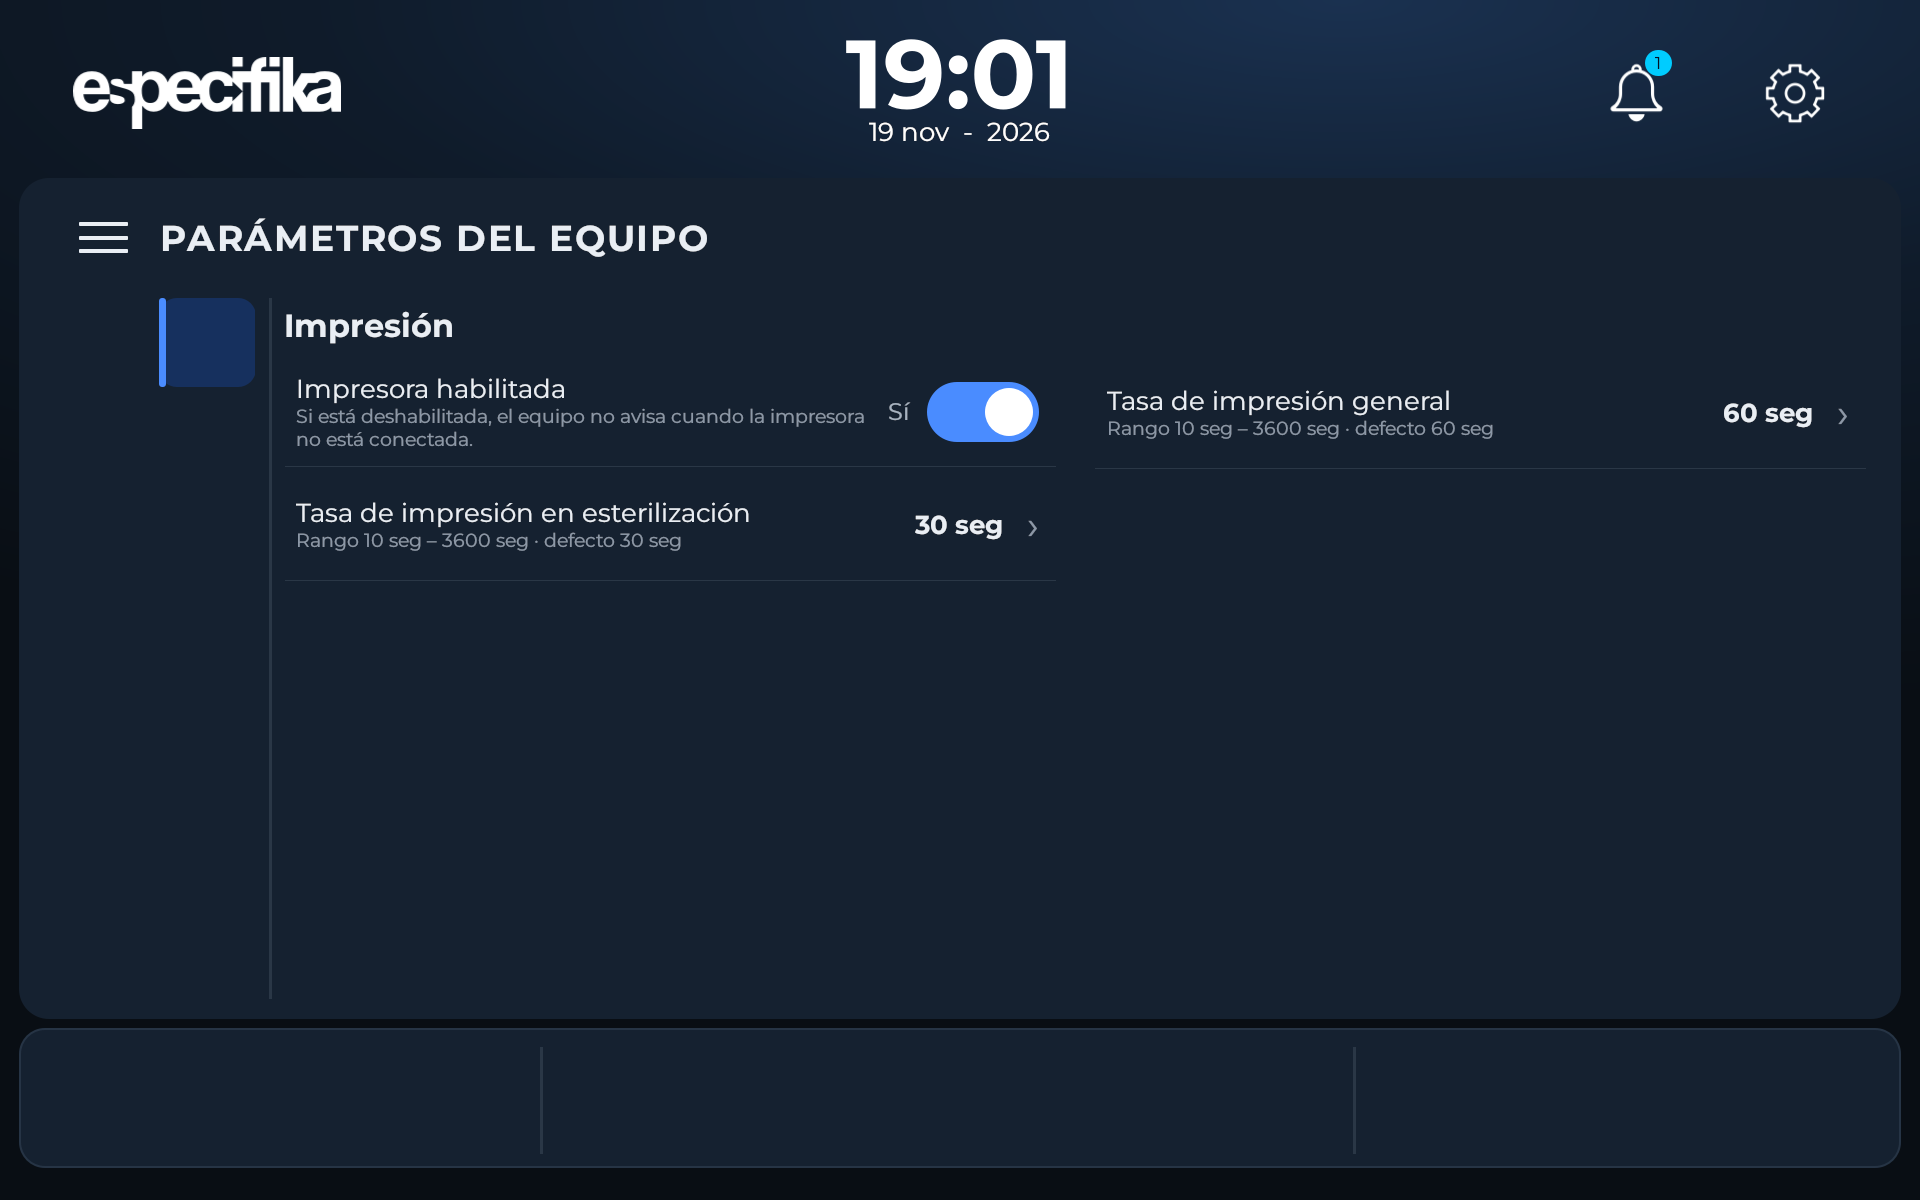 especifika
19:01
19 nov - 2026
1
PARÁMETROS DEL EQUIPO
Impresión
Impresora habilitada
Si está deshabilitada, el equipo no avisa cuando la impresora
no está conectada.
Sí
Tasa de impresión general
Rango 10 seg – 3600 seg · defecto 60 seg
60 seg ›
Tasa de impresión en esterilización
Rango 10 seg – 3600 seg · defecto 30 seg
30 seg ›